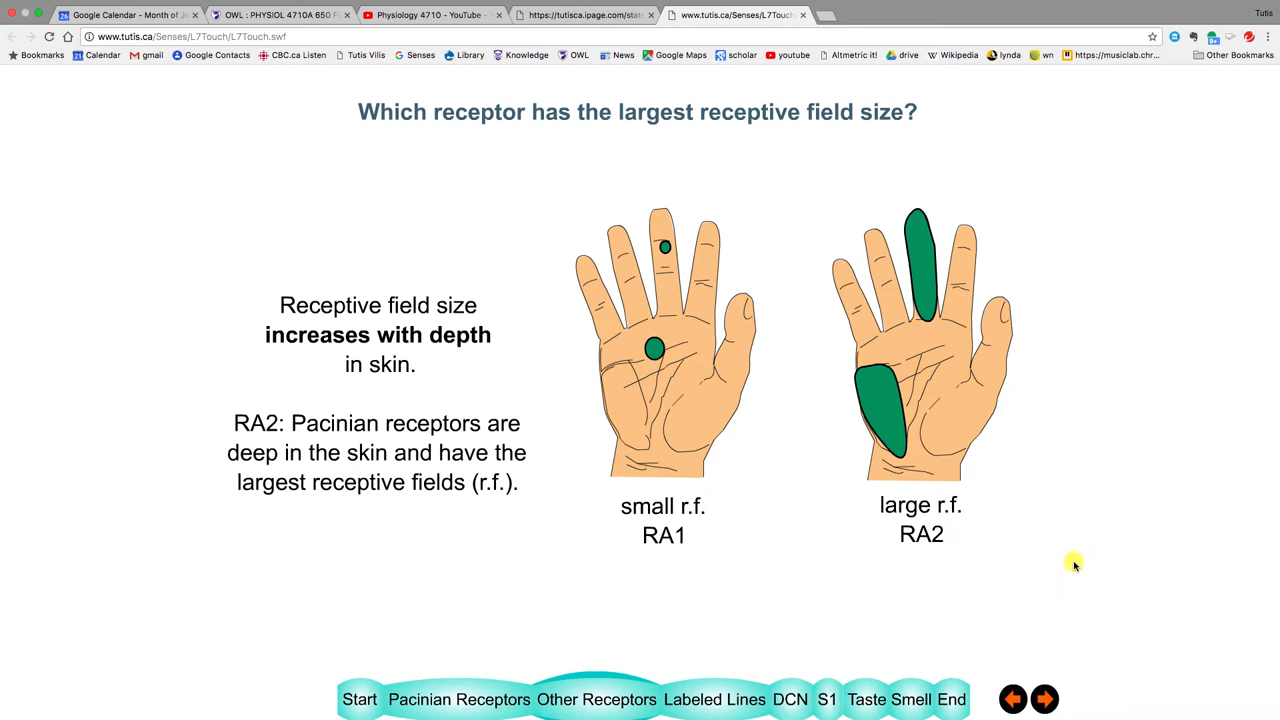 Google Calendar - Month of Je
OWL : PHYSIOL 4710A 650 F
Physiology 4710 - YouTube -
https://tutisca.ipage.com/stats
www.tutis.ca/Senses/L7Touch/
Tutis
www.tutis.ca/Senses/L7Touch/L7Touch.swf
Bookmarks Calendar gmail Google Contacts CBC.ca Listen Tutis Vilis Senses Library Knowledge OWL News Google Maps scholar youtube Altmetric it! drive Wikipedia lynda wn https://musiclab.chr... Other Bookmarks
Which receptor has the largest receptive field size?
Receptive field size
increases with depth
in skin.
RA2: Pacinian receptors are
deep in the skin and have the
largest receptive fields (r.f.).
small r.f.
RA1
large r.f.
RA2
Start Pacinian Receptors Other Receptors Labeled Lines DCN S1 Taste Smell End